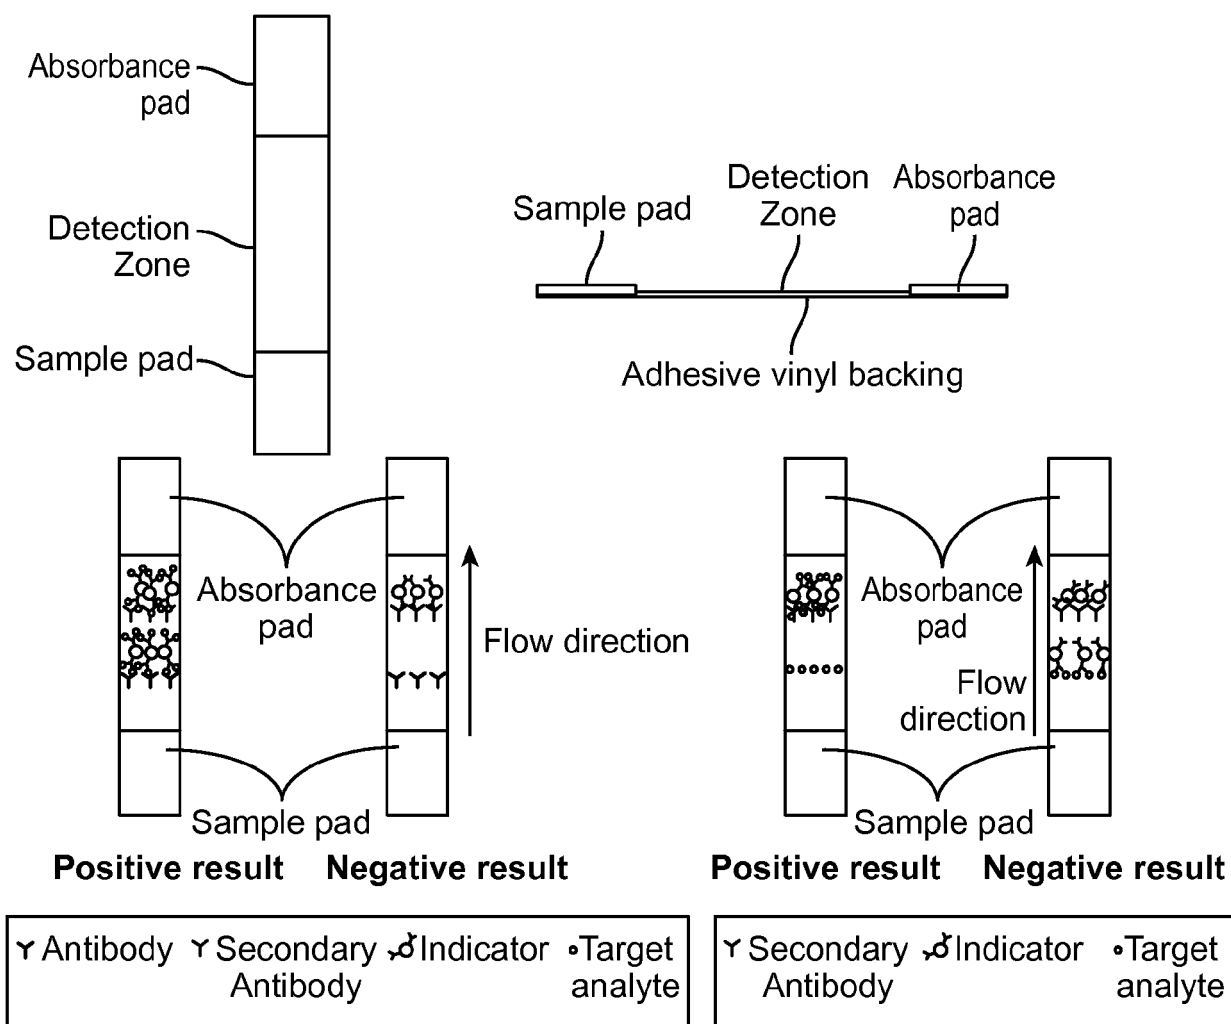 Absorbance
pad
Detection
Zone
Sample pad
Sample pad
Detection
Zone
Absorbance
pad
Adhesive vinyl backing
Absorbance
pad
Flow direction
Sample pad
Positive result
Negative result
Absorbance
pad
Flow
direction
Sample pad
Positive result
Negative result
Antibody
Secondary
Antibody
Indicator
Target
analyte
Secondary
Antibody
Indicator
Target
analyte